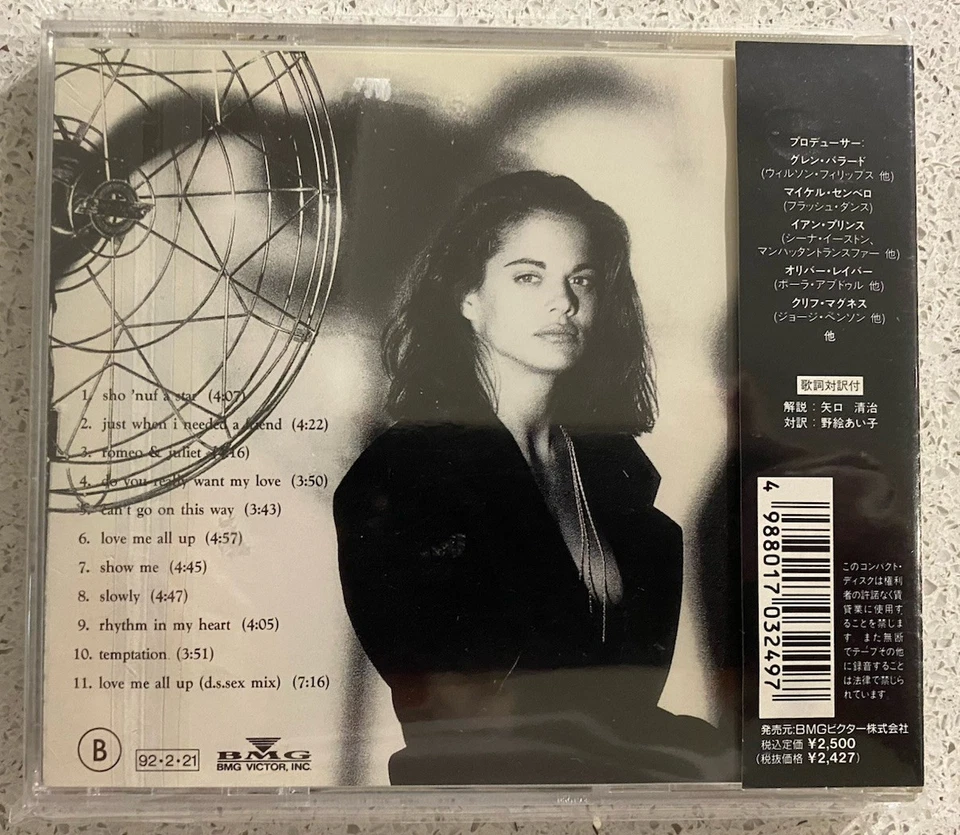 1. sho 'nuf a star (4:07)
2. just when i needed a friend (4:22)
3. romeo & juliet (4:16)
4. do you really want my love (3:50)
5. can't go on this way (3:43)
6. love me all up (4:57)
7. show me (4:45)
8. slowly (4:47)
9. rhythm in my heart (4:05)
10. temptation (3:51)
11. love me all up (d.s.sex mix) (7:16)
B
92・2・21
BMG
BMG VICTOR, INC.
プロデューサー:
グレン・バラード
(ウィルソン・フィリップス 他)
マイケル・センベロ
(フラッシュ・ダンス)
イアン・プリンス
(シーナ・イーストン、
マンハッタントランスファー 他)
オリバー・レイバー
(ポーラ・アブドゥル 他)
クリフ・マグネス
(ジョージ・ベンソン 他)
他
歌詞対訳付
解説:矢口 清治
対訳:野絵あい子
4 988017 032497
このコンパクト・
ディスクは権利
者の許諾なく賃
貸業に使用す
ることを禁じま
す また無断
でテープその他
に録音すること
は法律で禁じら
れています
発売元:BMGビクター株式会社
税込定価 ¥2,500
(税抜価格 ¥2,427)